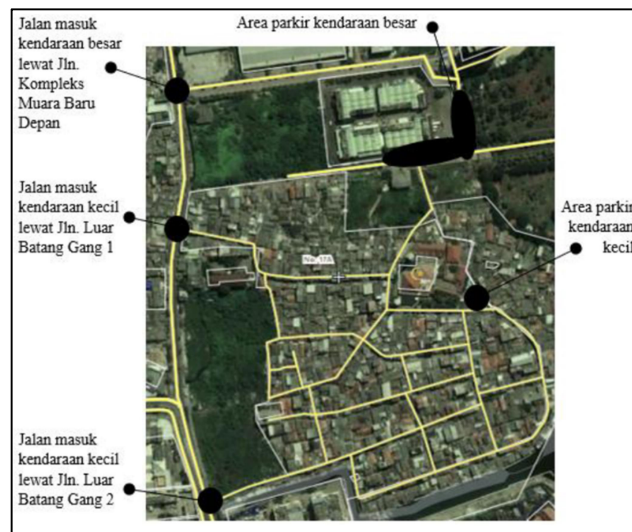 Jalan masuk
kendaraan besar
lewat Jln.
Kompleks
Muara Baru
Depan
Area parkir kendaraan besar
Jalan masuk
kendaraan kecil
lewat Jln. Luar
Batang Gang 1
Area parkir
kendaraan
kecil
Jalan masuk
kendaraan kecil
lewat Jln. Luar
Batang Gang 2